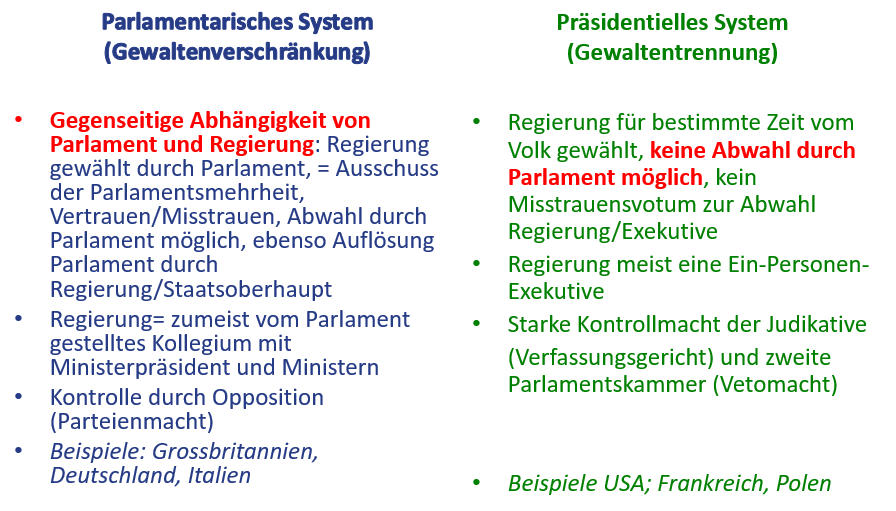 Parlamentarisches System
(Gewaltenverschränkung)
• Gegenseitige Abhängigkeit von
Parlament und Regierung: Regierung
gewählt durch Parlament, = Ausschuss
der Parlamentsmehrheit,
Vertrauen/Misstrauen, Abwahl durch
Parlament möglich, ebenso Auflösung
Parlament durch
Regierung/Staatsoberhaupt
• Regierung= zumeist vom Parlament
gestelltes Kollegium mit
Ministerpräsident und Ministern
• Kontrolle durch Opposition
(Parteienmacht)
• Beispiele: Grossbritannien,
Deutschland, Italien
Präsidentielles System
(Gewaltentrennung)
• Regierung für bestimmte Zeit vom
Volk gewählt, keine Abwahl durch
Parlament möglich, kein
Misstrauensvotum zur Abwahl
Regierung/Exekutive
• Regierung meist eine Ein-Personen-
Exekutive
• Starke Kontrollmacht der Judikative
(Verfassungsgericht) und zweite
Parlamentskammer (Vetomacht)
• Beispiele USA; Frankreich, Polen